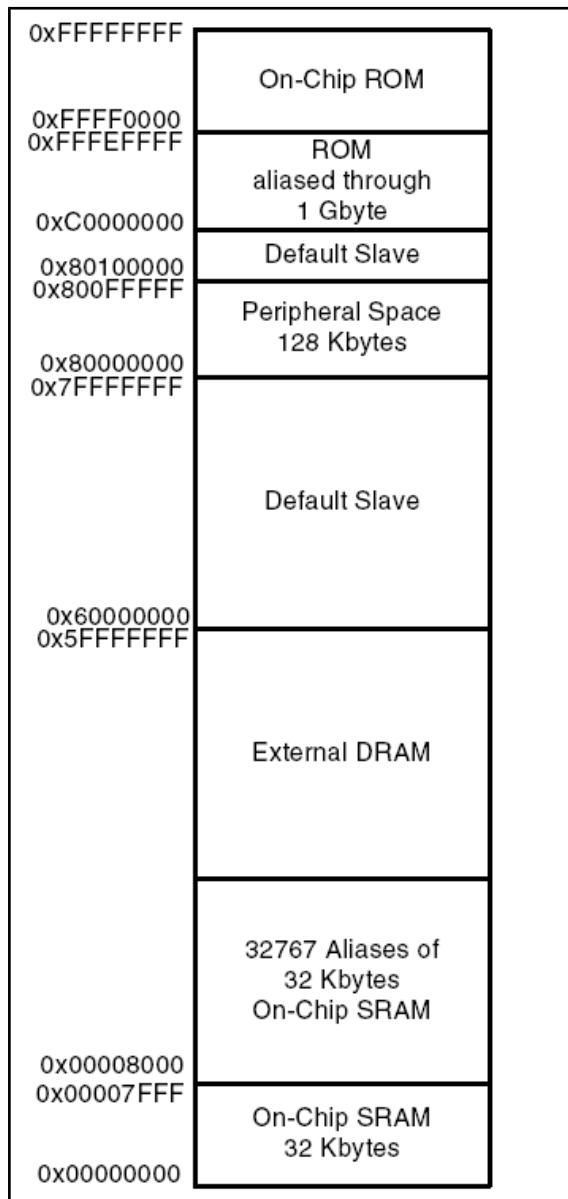 0xFFFFFFFF
On-Chip ROM
0xFFFF0000
0xFFFEFFFF
ROM
aliased through
1 Gbyte
0xC0000000
Default Slave
0x80100000
0x800FFFFF
Peripheral Space
128 Kbytes
0x80000000
0x7FFFFFFF
Default Slave
0x60000000
0x5FFFFFFF
External DRAM
32767 Aliases of
32 Kbytes
On-Chip SRAM
0x00008000
0x00007FFF
On-Chip SRAM
32 Kbytes
0x00000000